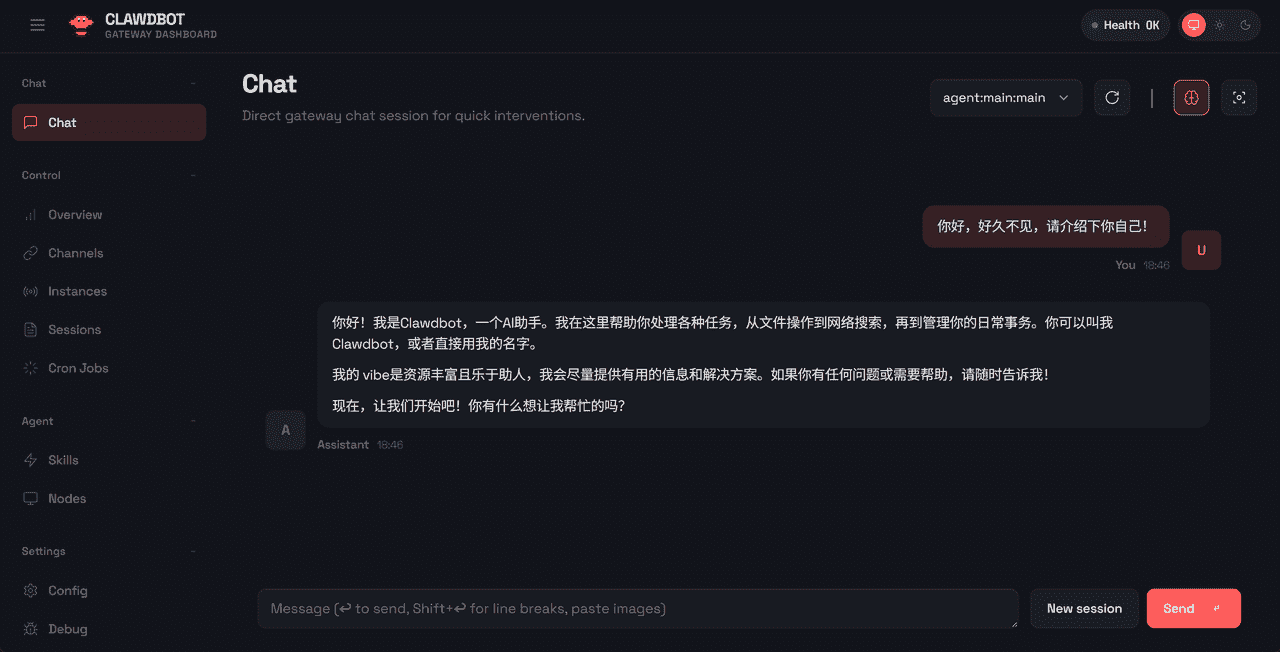 CLAWDBOT
GATEWAY DASHBOARD
Health OK
Chat
Chat
Control
Overview
Channels
Instances
Sessions
Cron Jobs
Agent
Skills
Nodes
Settings
Config
Debug
Chat
Direct gateway chat session for quick interventions.
agent:main:main
你好，好久不见，请介绍下你自己！
U
You 18:46
你好！我是Clawdbot，一个AI助手。我在这里帮助你处理各种任务，从文件操作到网络搜索，再到管理你的日常事务。你可以叫我
Clawdbot，或者直接用我的名字。
我的 vibe是资源丰富且乐于助人，我会尽量提供有用的信息和解决方案。如果你有任何问题或需要帮助，请随时告诉我！
现在，让我们开始吧！你有什么想让我帮忙的吗？
A
Assistant 18:46
Message (↩ to send, Shift+↩ for line breaks, paste images)
New session
Send ↵